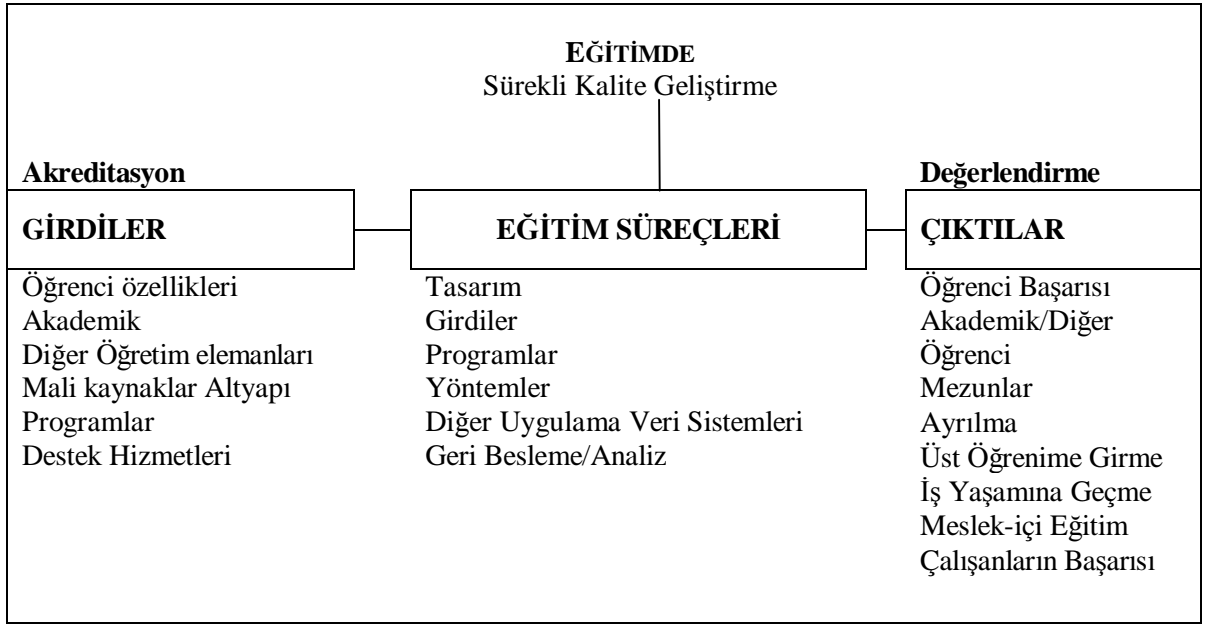 EĞİTİMDE
Sürekli Kalite Geliştirme
Akreditasyon
GİRDİLER
Öğrenci özellikleri
Akademik
Diğer Öğretim elemanları
Mali kaynaklar Altyapı
Programlar
Destek Hizmetleri
EĞİTİM SÜREÇLERİ
Tasarım
Girdiler
Programlar
Yöntemler
Diğer Uygulama Veri Sistemleri
Geri Besleme/Analiz
Değerlendirme
ÇIKTILAR
Öğrenci Başarısı
Akademik/Diğer
Öğrenci
Mezunlar
Ayrılma
Üst Öğrenime Girme
İş Yaşamına Geçme
Meslek-içi Eğitim
Çalışanların Başarısı